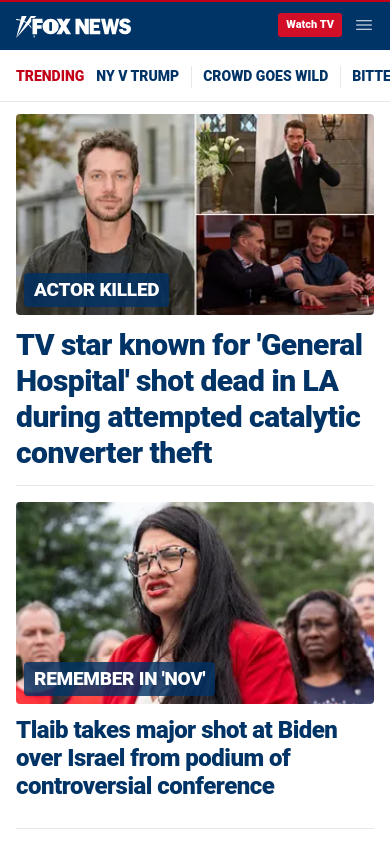 FOX NEWS
Watch TV
TRENDING NY V TRUMP CROWD GOES WILD BITTE
ACTOR KILLED
TV star known for 'General
Hospital' shot dead in LA
during attempted catalytic
converter theft
REMEMBER IN 'NOV'
Tlaib takes major shot at Biden
over Israel from podium of
controversial conference